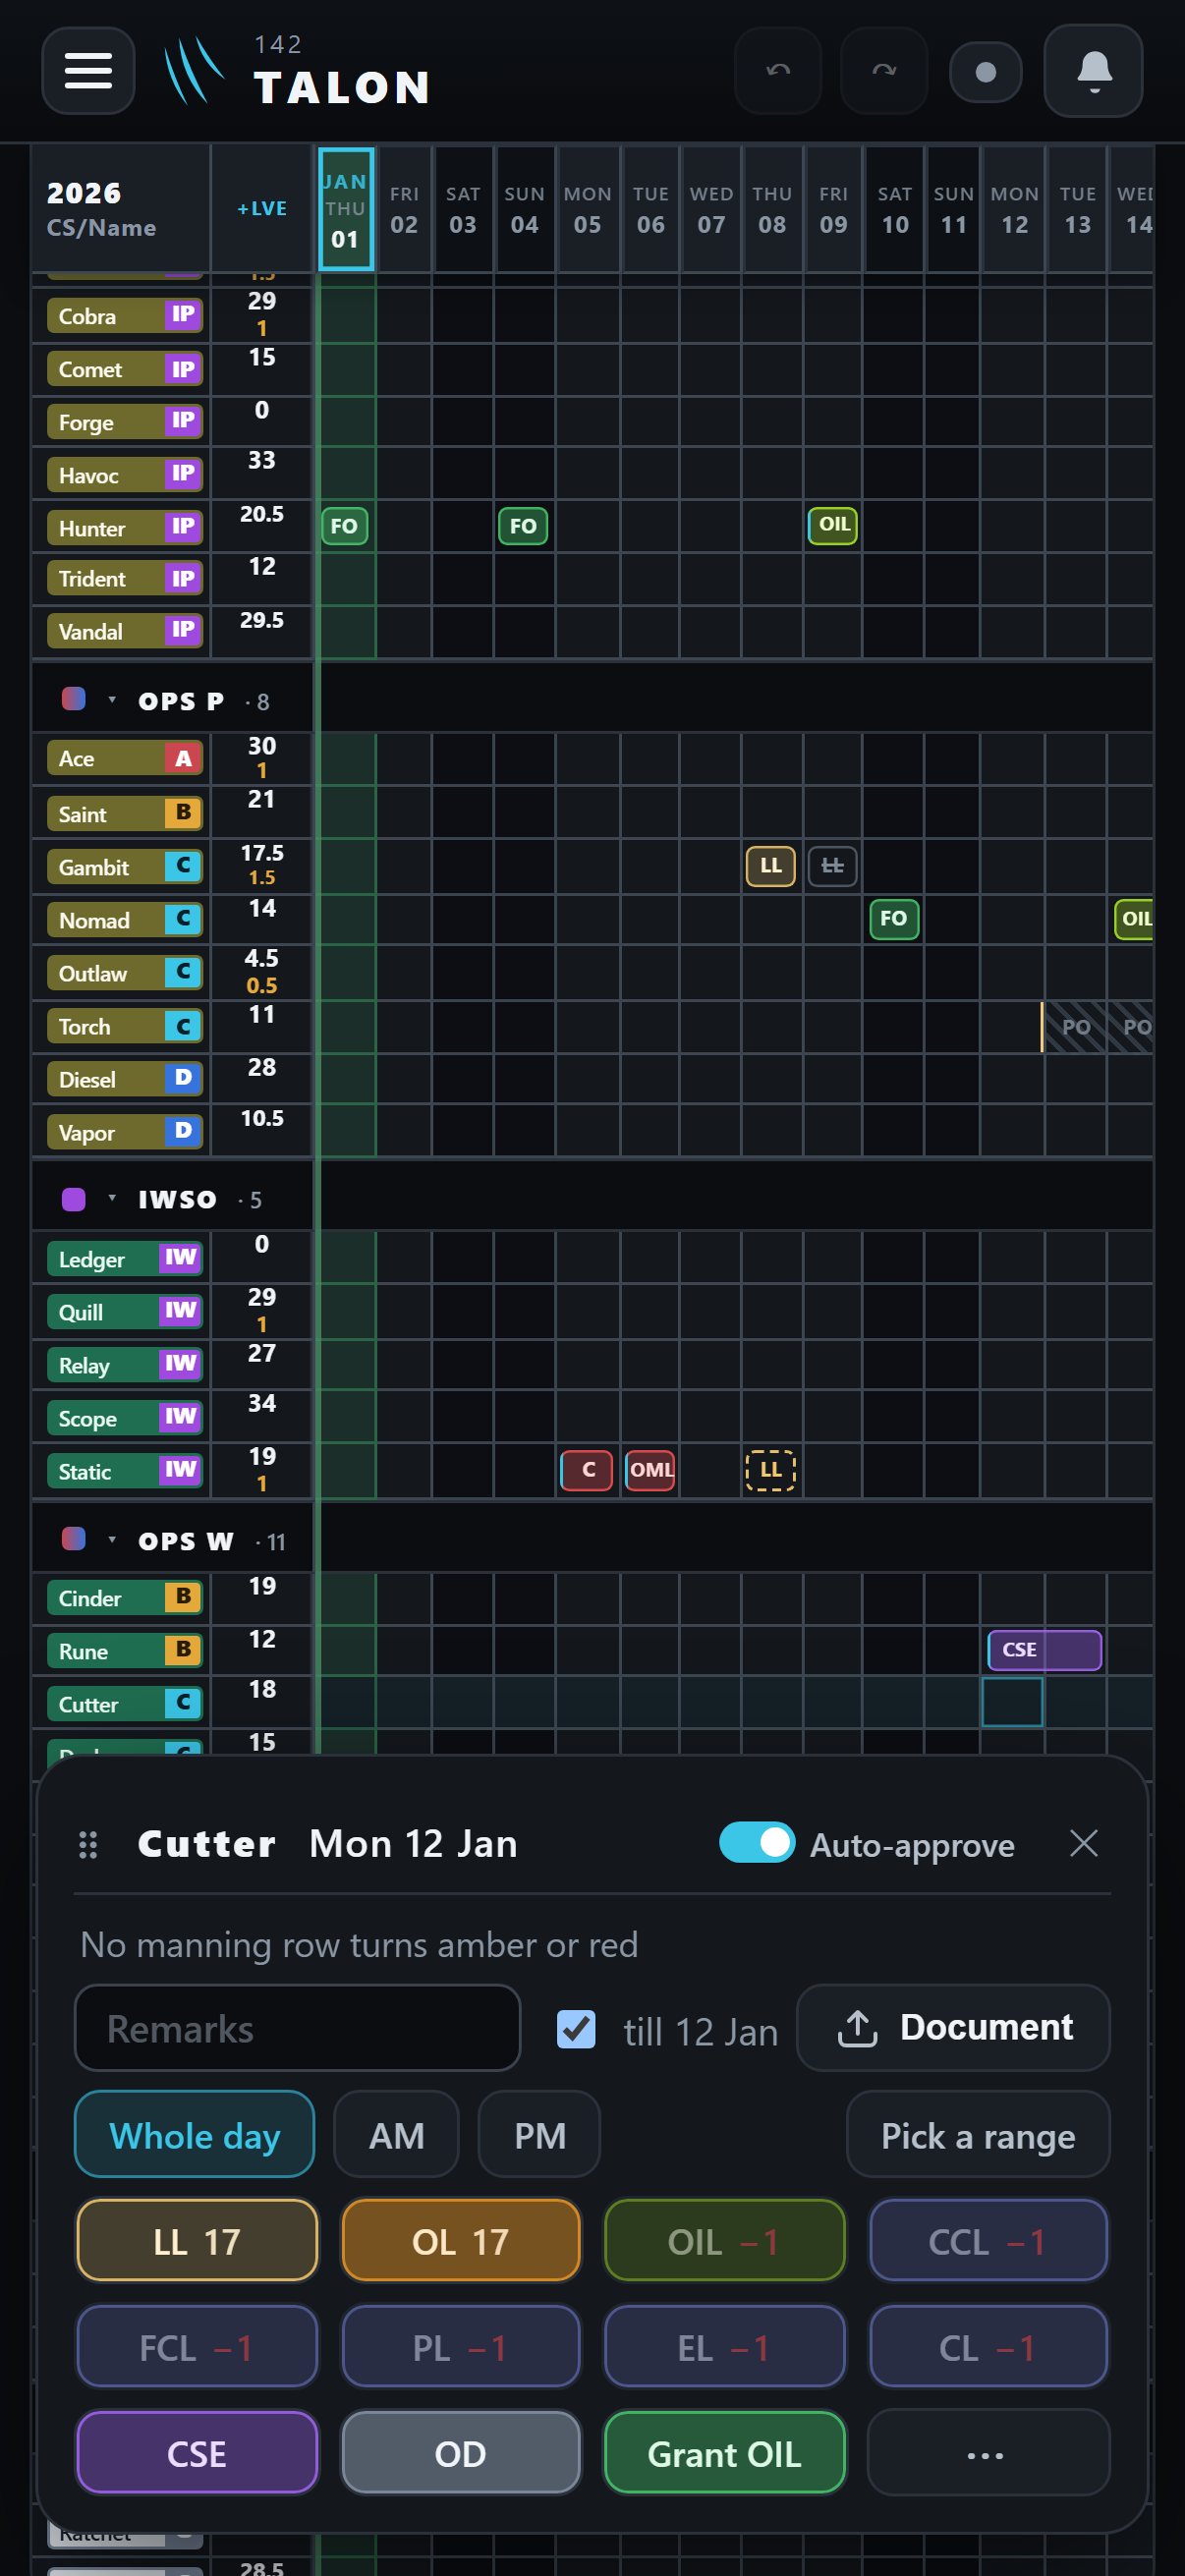 142
TALON
2026
CS/Name
+LVE
JAN THU 01
FRI 02
SAT 03
SUN 04
MON 05
TUE 06
WED 07
THU 08
FRI 09
SAT 10
SUN 11
MON 12
TUE 13
WED 14
1.5
Cobra IP 29 1
Comet IP 15
Forge IP 0
Havoc IP 33
Hunter IP 20.5 FO FO OIL
Trident IP 12
Vandal IP 29.5
OPS P · 8
Ace A 30 1
Saint B 21
Gambit C 17.5 1.5 LL LL
Nomad C 14 FO OIL
Outlaw C 4.5 0.5
Torch C 11 PO PO
Diesel D 28
Vapor D 10.5
IWSO · 5
Ledger IW 0
Quill IW 29 1
Relay IW 27
Scope IW 34
Static IW 19 1 C OML LL
OPS W · 11
Cinder B 19
Rune B 12 CSE
Cutter C 18
15
Cutter Mon 12 Jan Auto-approve
No manning row turns amber or red
Remarks till 12 Jan Document
Whole day AM PM Pick a range
LL 17 OL 17 OIL −1 CCL −1
FCL −1 PL −1 EL −1 CL −1
CSE OD Grant OIL ...
Ratchet
28.5